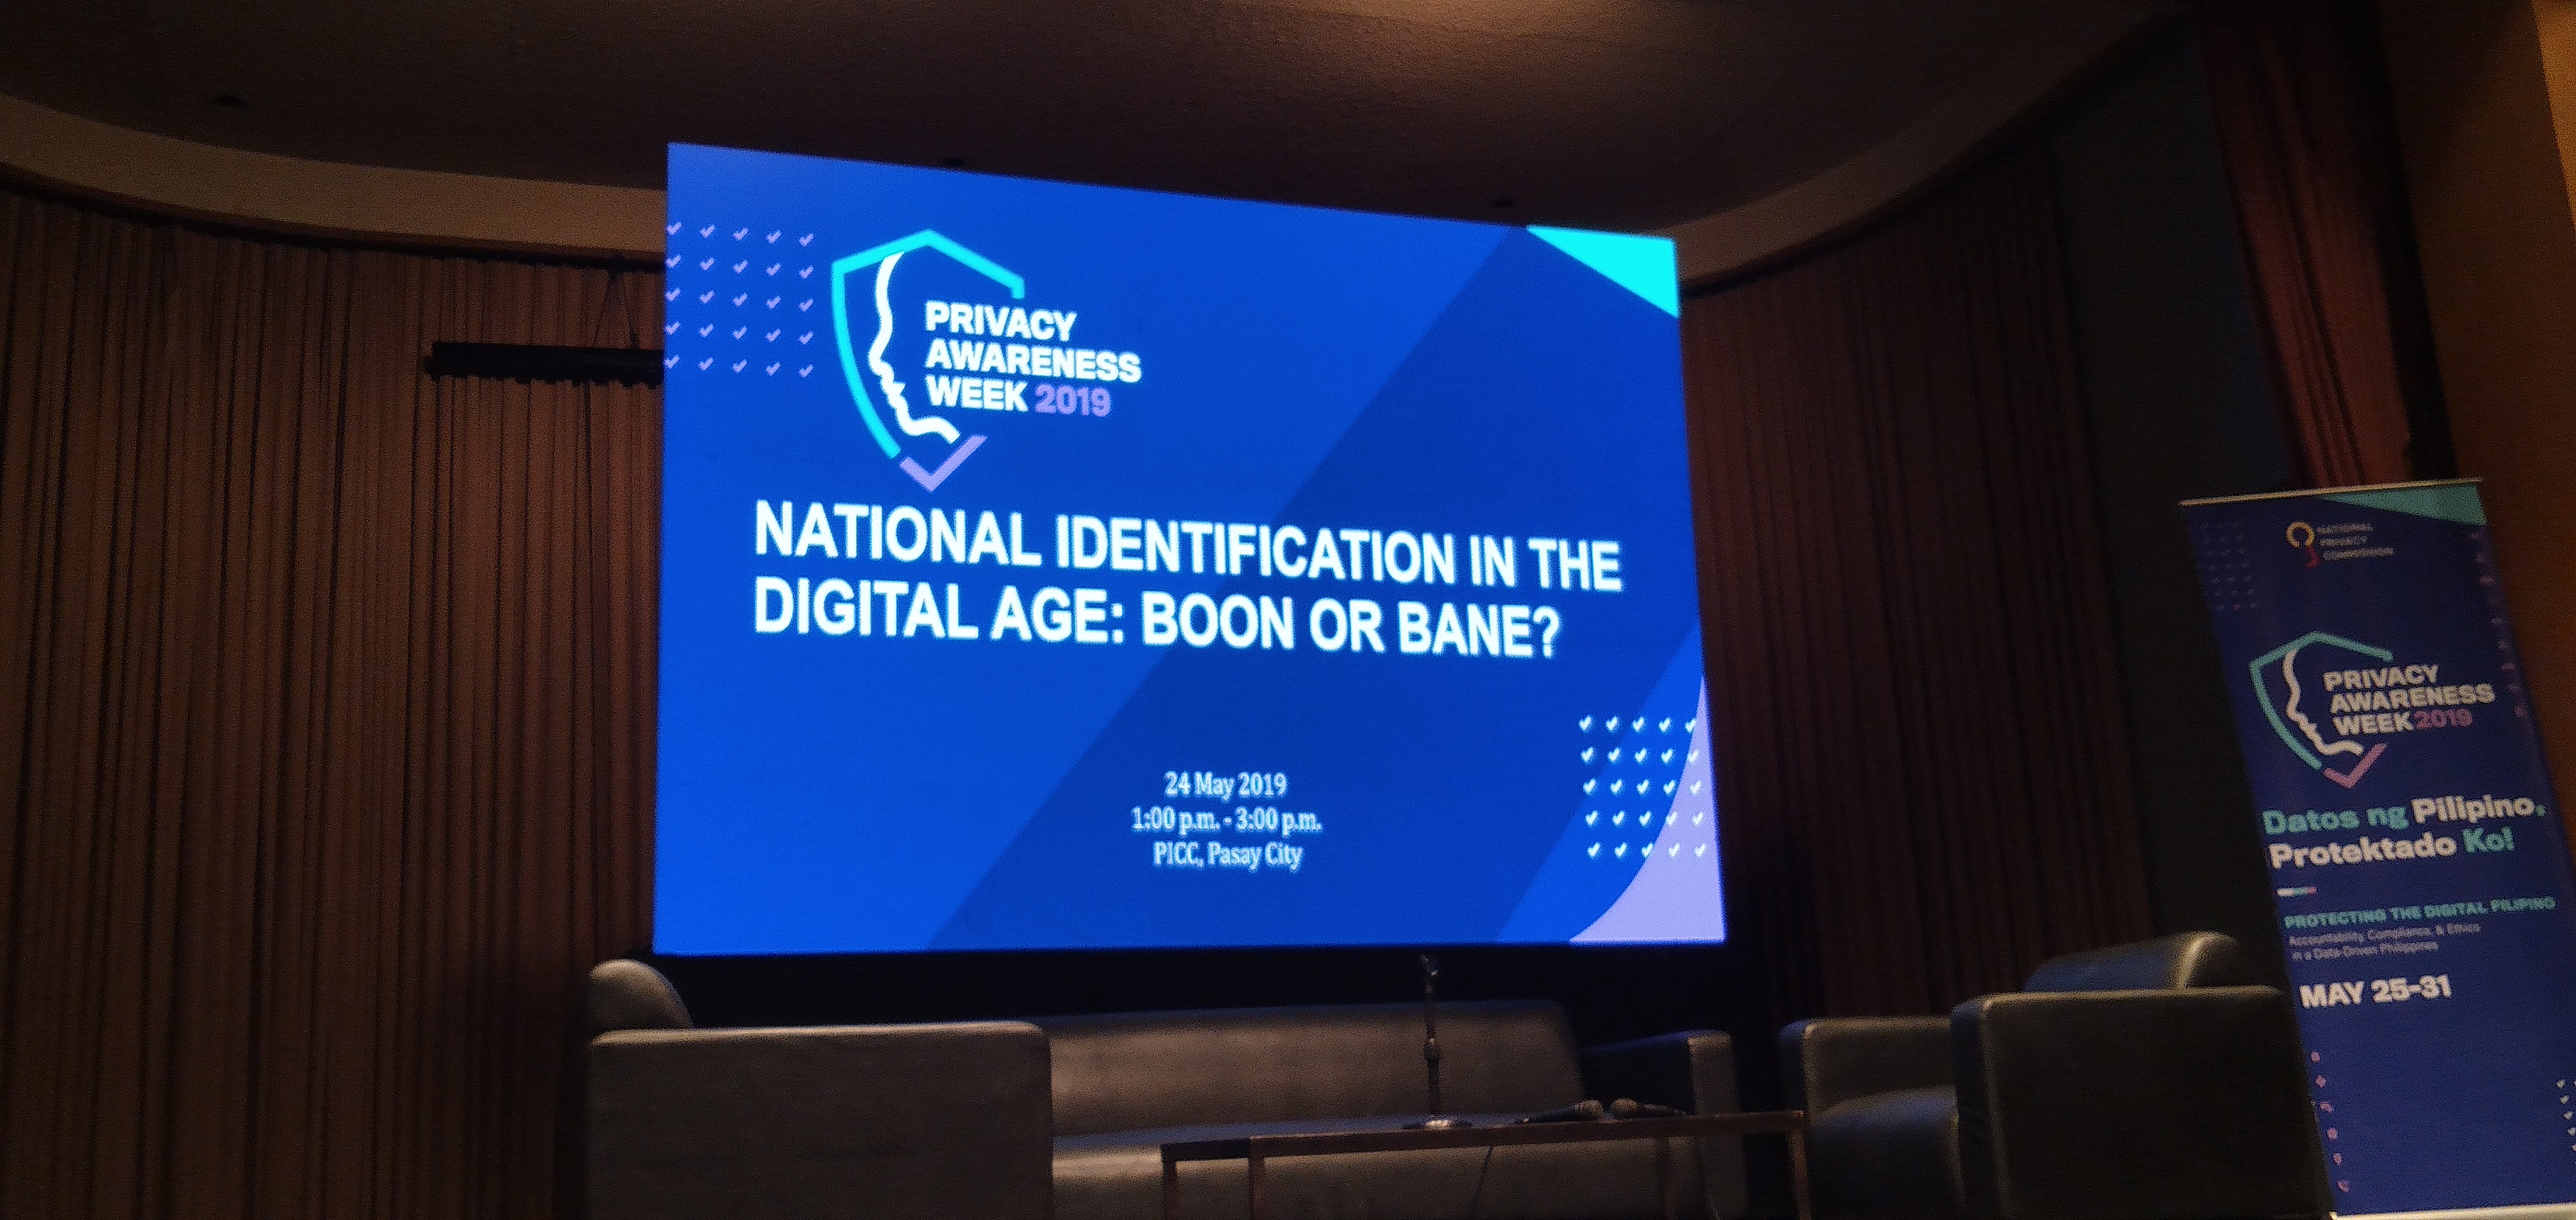 PRIVACY
AWARENESS
WEEK 2019
NATIONAL IDENTIFICATION IN THE
DIGITAL AGE: BOON OR BANE?
24 May 2019
1:00 p.m. - 3:00 p.m.
PICC, Pasay City
NATIONAL
PRIVACY
COMMISSION
PRIVACY
AWARENESS
WEEK 2019
Datos ng Pilipino,
Protektado Ko!
PROTECTING THE DIGITAL FILIPINO
Accountability, Compliance, & Ethics
in a Data-Driven Philippines
MAY 25-31